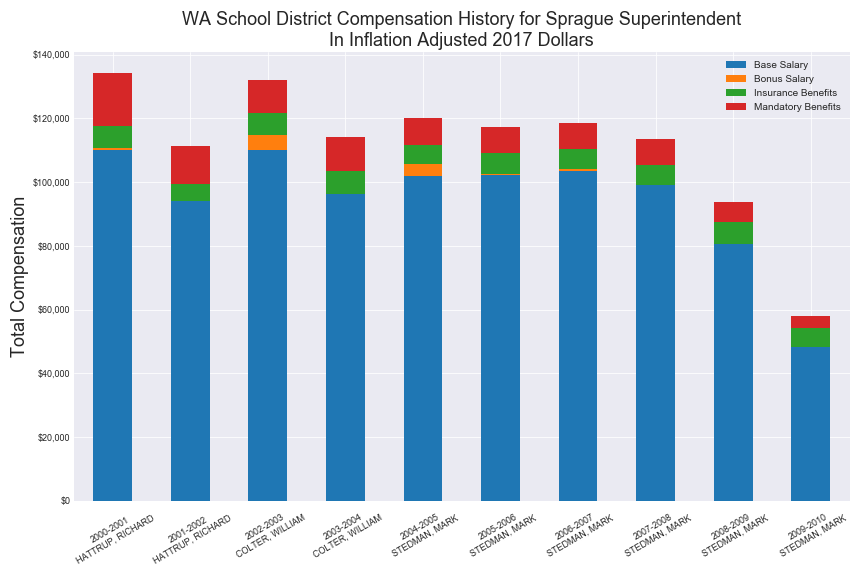 WA School District Compensation History for Sprague Superintendent
In Inflation Adjusted 2017 Dollars
Total Compensation
$140,000
$120,000
$100,000
$80,000
$60,000
$40,000
$20,000
$0
Base Salary
Bonus Salary
Insurance Benefits
Mandatory Benefits
2000-2001
HATTRUP, RICHARD
2001-2002
HATTRUP, RICHARD
2002-2003
COLTER, WILLIAM
2003-2004
COLTER, WILLIAM
2004-2005
STEDMAN, MARK
2005-2006
STEDMAN, MARK
2006-2007
STEDMAN, MARK
2007-2008
STEDMAN, MARK
2008-2009
STEDMAN, MARK
2009-2010
STEDMAN, MARK